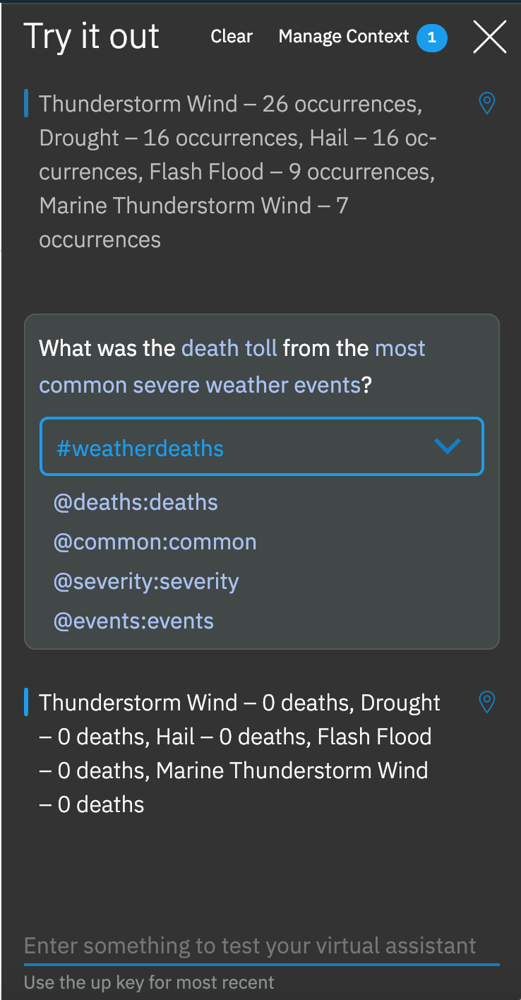 Try it out
Clear
Manage Context
1
Thunderstorm Wind – 26 occurrences,
Drought – 16 occurrences, Hail – 16 oc-
currences, Flash Flood – 9 occurrences,
Marine Thunderstorm Wind – 7
occurrences
What was the death toll from the most
common severe weather events?
#weatherdeaths
@deaths:deaths
@common:common
@severity:severity
@events:events
Thunderstorm Wind – 0 deaths, Drought
– 0 deaths, Hail – 0 deaths, Flash Flood
– 0 deaths, Marine Thunderstorm Wind
– 0 deaths
Enter something to test your virtual assistant
Use the up key for most recent